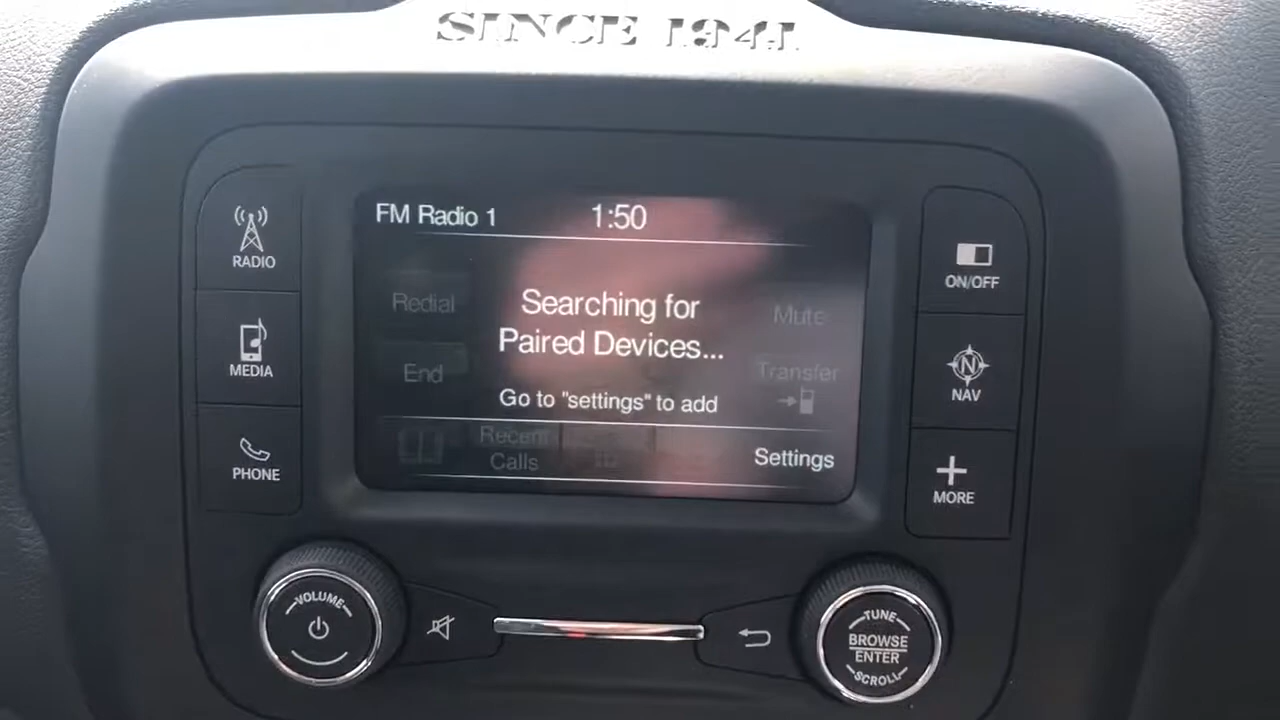 SINCE 1941
FM Radio 1
1:50
RADIO
MEDIA
PHONE
Redial
End
Searching for
Paired Devices...
Go to "settings" to add
Mute
Transfer
Recent
Calls
ID
Settings
ON/OFF
N
NAV
MORE
VOLUME
TUNE
BROWSE
ENTER
SCROLL